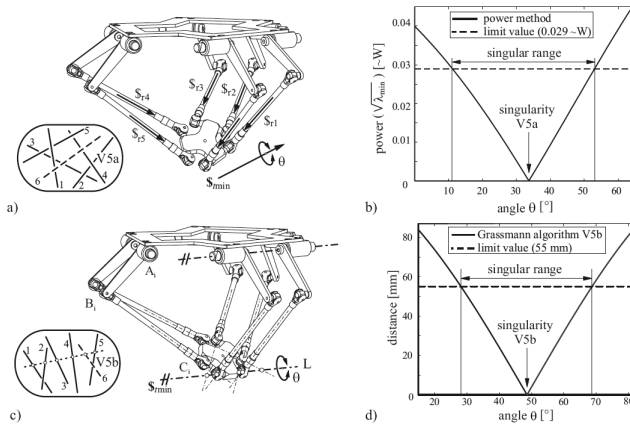 $r4
$r3
$r2
$r5
$r1
$tmin
θ
3
5
V5a
6
1
2
4
a)
power method
limit value (0.029 ~W)
singular range
singularity
V5a
0.04
0.03
0.02
0.01
0
power (√λmin) [~W]
10 20 30 40 50 60
angle θ [°]
b)
Ai
Bi
Ci
L
θ
$tmin
1
2
4
5
V5b
3
6
c)
Grassmann algorithm V5b
limit value (55 mm)
singular range
singularity
V5b
80
60
40
20
0
distance [mm]
20 30 40 50 60 70 80
angle θ [°]
d)